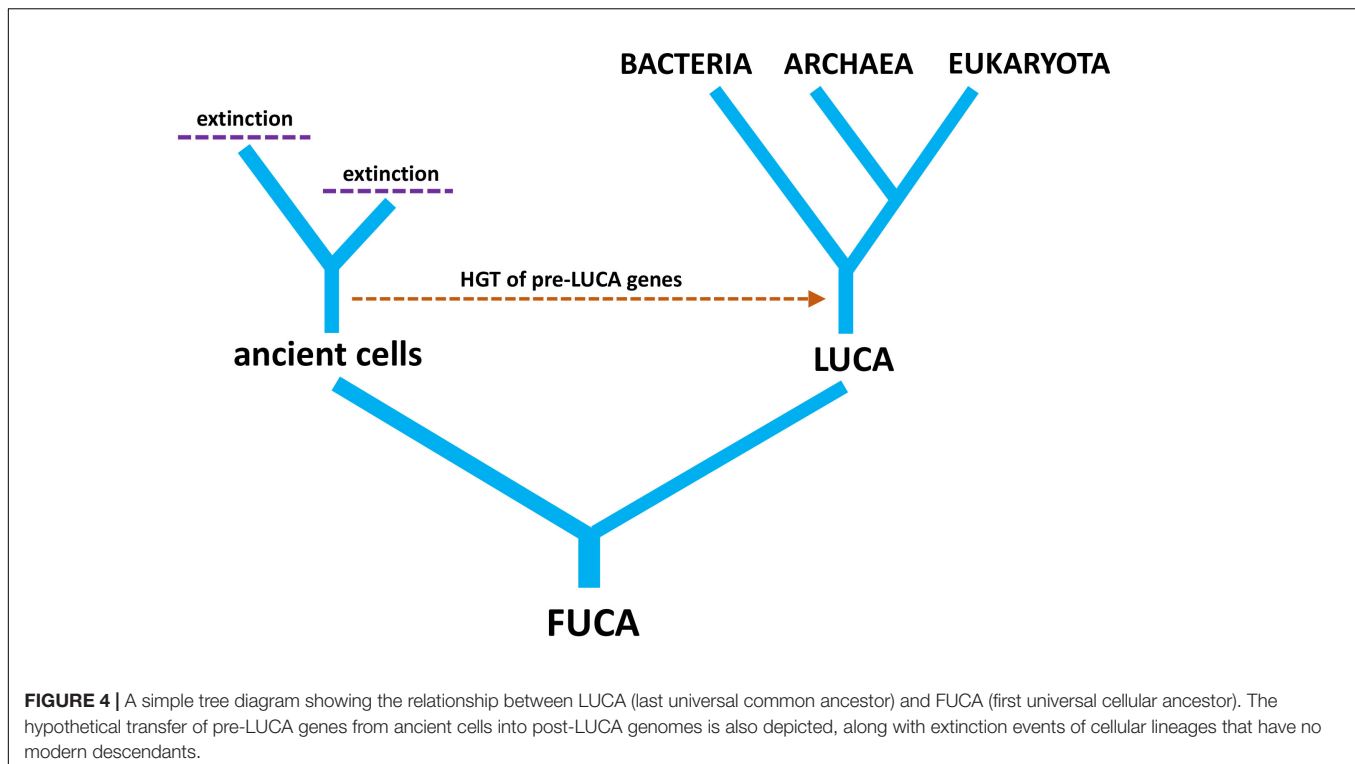 BACTERIA ARCHAEA EUKARYOTA
extinction
extinction
HGT of pre-LUCA genes
ancient cells
LUCA
FUCA
FIGURE 4 | A simple tree diagram showing the relationship between LUCA (last universal common ancestor) and FUCA (first universal cellular ancestor). The
hypothetical transfer of pre-LUCA genes from ancient cells into post-LUCA genomes is also depicted, along with extinction events of cellular lineages that have no
modern descendants.